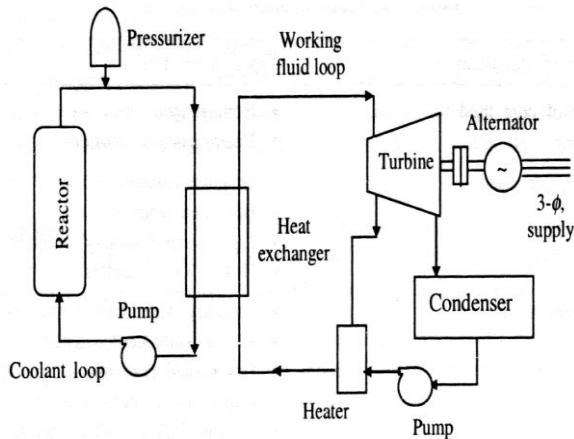 Pressurizer
Working
fluid loop
Alternator
Turbine
~
3-ϕ,
supply
Reactor
Heat
exchanger
Condenser
Pump
Coolant loop
Heater
Pump